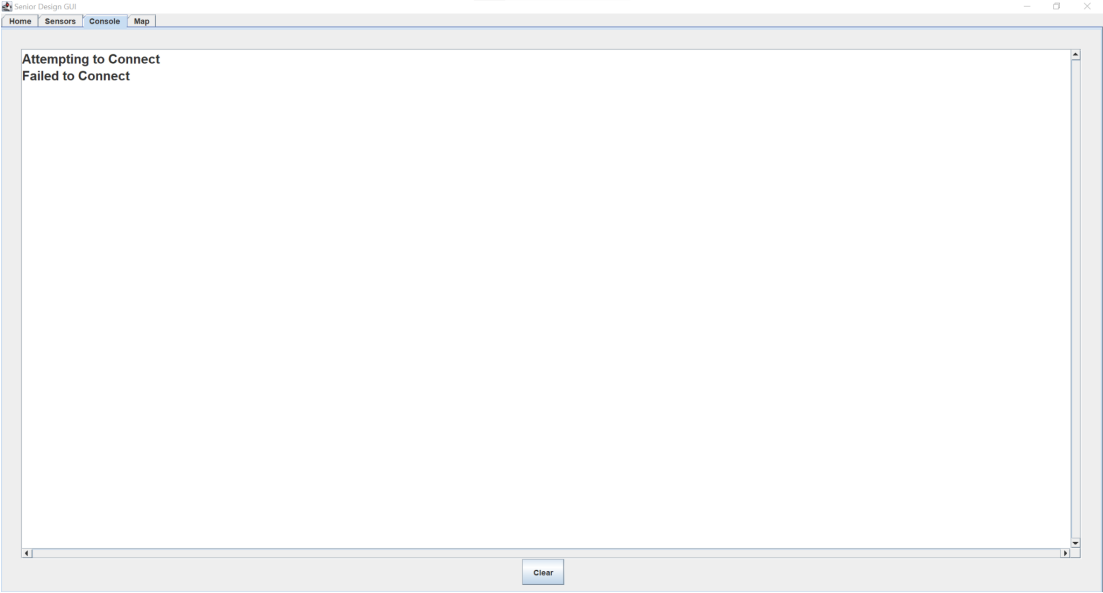 Senior Design GUI
Home Sensors Console Map
Attempting to Connect
Failed to Connect
Clear